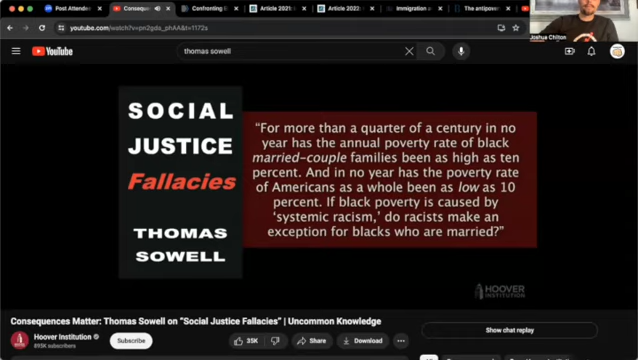 Post Attende
Conseque
Confronting
Article 2021
Article 2022
Immigration a
The antipover
youtube.com/watch?v=pn2gds_phAA&t=1172s
Joshua Chilton
YouTube
thomas sowell
SOCIAL
JUSTICE
Fallacies
THOMAS
SOWELL
“For more than a quarter of a century in no
year has the annual poverty rate of black
married-couple families been as high as ten
percent. And in no year has the poverty rate
of Americans as a whole been as low as 10
percent. If black poverty is caused by
‘systemic racism,’ do racists make an
exception for blacks who are married?”
HOOVER
INSTITUTION
Consequences Matter: Thomas Sowell on “Social Justice Fallacies” | Uncommon Knowledge
Hoover Institution
895K subscribers
Subscribe
35K
Share
Download
Show chat replay